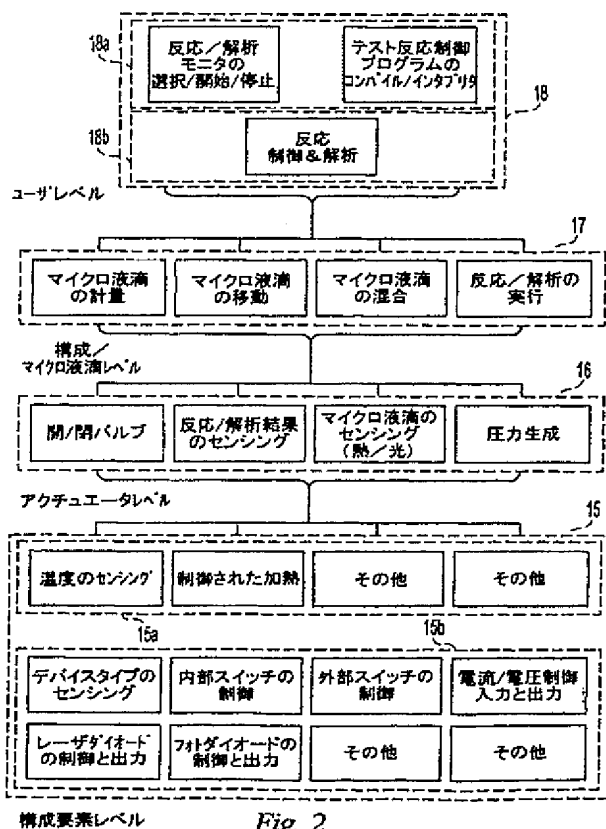 18a
反応/解析
モニタの
選択/開始/停止
テスト反応制御
プログラムの
コンパイル/インタプリタ
18
18b
反応
制御&解析
ユーザレベル
17
マイクロ液滴
の計量
マイクロ液滴
の移動
マイクロ液滴
の混合
反応/解析の
実行
構成/
マイクロ液滴レベル
16
開/閉バルブ
反応/解析結果
のセンシング
マイクロ液滴の
センシング
(熱/光)
圧力生成
アクチュエータレベル
15
温度のセンシング
制御された加熱
その他
その他
15a
15b
デバイスタイプの
センシング
内部スイッチの
制御
外部スイッチの
制御
電流/電圧制御
入力と出力
レーザダイオード
の制御と出力
フォトダイオードの
制御と出力
その他
その他
構成要素レベル
Fig. 2